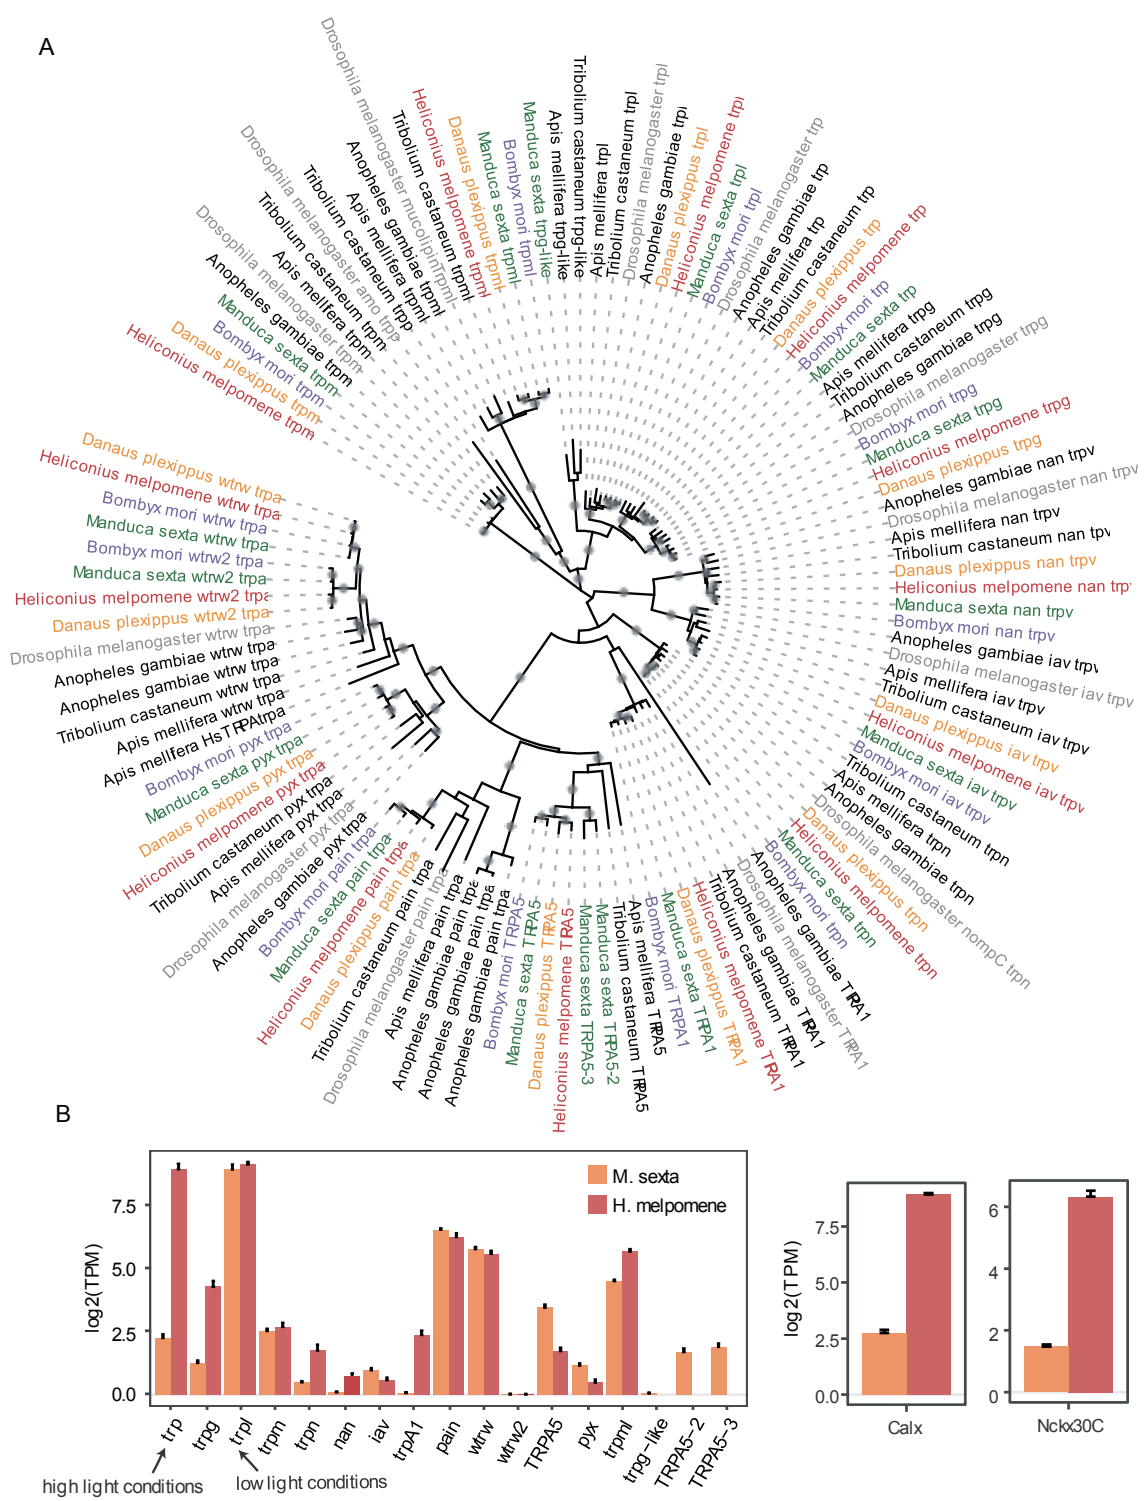 A
Drosophila melanogaster mucolipinTrpml
Tribolium castaneum trpml
Heliconius melpomene trpml
Danaus plexippus trpml
Manduca sexta trpml
Bombyx mori trpml
Manduca sexta trpg-like
Apis mellifera trpg-like
Tribolium castaneum trpg-like
Apis mellifera trpl
Tribolium castaneum trpl
Drosophila melanogaster trpl
Anopheles gambiae trpl
Danaus plexippus trpl
Heliconius melpomene trpl
Manduca sexta trpl
Bombyx mori trpl
Drosophila melanogaster trp
Anopheles gambiae trp
Apis mellifera trp
Tribolium castaneum trp
Danaus plexippus trp
Heliconius melpomene trp
Bombyx mori trp
Manduca sexta trp
Apis mellifera trpg
Tribolium castaneum trpg
Anopheles gambiae trpg
Drosophila melanogaster trpg
Bombyx mori trpg
Manduca sexta trpg
Heliconius melpomene trpg
Danaus plexippus trpg
Anopheles gambiae nan trpv
Drosophila melanogaster nan trpv
Apis mellifera nan trpv
Tribolium castaneum nan tpv
Danaus plexippus nan trpv
Heliconius melpomene nan trpv
Manduca sexta nan trpv
Bombyx mori nan trpv
Anopheles gambiae iav trpv
Drosophila melanogaster iav trpv
Apis mellifera iav trpv
Tribolium castaneum iav trpv
Danaus plexippus iav trpv
Heliconius melpomene iav trpv
Manduca sexta iav trpv
Bombyx mori iav trpv
Tribolium castaneum trpn
Apis mellifera trpn
Anopheles gambiae trpn
Drosophila melanogaster nompC trpn
Danaus plexippus trpn
Heliconius melpomene trpn
Manduca sexta trpn
Bombyx mori trpn
Anopheles gambiae TRPA1
Drosophila melanogaster TRPA1
Anopheles gambiae TRPA1
Tribolium castaneum TRPA1
Heliconius melpomene TRPA1
Danaus plexippus TRPA1
Manduca sexta TRPA1
Bombyx mori TRPA1
Apis mellifera TRPA5
Tribolium castaneum TRPA5
Manduca sexta TRPA5-2
Manduca sexta TRPA5-3
Heliconius melpomene TRPA5
Danaus plexippus TRPA5
Manduca sexta TRPA5
Bombyx mori TRPA5
Anopheles gambiae pain trpa
Anopheles gambiae pain trpa
Anopheles gambiae pain trpa
Apis mellifera pain trpa
Drosophila melanogaster pain trpa
Tribolium castaneum pain trpa
Danaus plexippus pain trpa
Heliconius melpomene pain trpa
Manduca sexta pain trpa
Bombyx mori pain trpa
Anopheles gambiae pyx trpa
Drosophila melanogaster pyx trpa
Apis mellifera pyx trpa
Tribolium castaneum pyx trpa
Heliconius melpomene pyx trpa
Danaus plexippus pyx trpa
Manduca sexta pyx trpa
Bombyx mori pyx trpa
Apis mellifera HsTRPAtrpa
Apis mellifera wtrw trpa
Tribolium castaneum wtrw trpa
Anopheles gambiae wtrw trpa
Anopheles gambiae wtrw trpa
Drosophila melanogaster wtrw trpa
Danaus plexippus wtrw2 trpa
Heliconius melpomene wtrw2 trpa
Manduca sexta wtrw2 trpa
Bombyx mori wtrw2 trpa
Manduca sexta wtrw trpa
Bombyx mori wtrw trpa
Heliconius melpomene wtrw trpa
Danaus plexippus wtrw trpa
Heliconius melpomene trpm
Danaus plexippus trpm
Bombyx mori trpm
Manduca sexta trpm
Anopheles gambiae trpm
Drosophila melanogaster trpm
Apis mellifera trpm
Tribolium castaneum trpm
Drosophila melanogaster amo trpp
Tribolium castaneum trpp
Apis mellifera trpml
Anopheles gambiae trpml
B
log2(TPM)
7.5
5.0
2.5
0.0
M. sexta
H. melpomene
trp
trpg
trpl
trpm
trpn
nan
iav
trpA1
pain
wtrw
wtrw2
TRPA5
pyx
trpml
trpg-like
TRPA5-2
TRPA5-3
high light conditions
low light conditions
log2(TPM)
7.5
5.0
2.5
0.0
Calx
6
4
2
0
Nckx30C